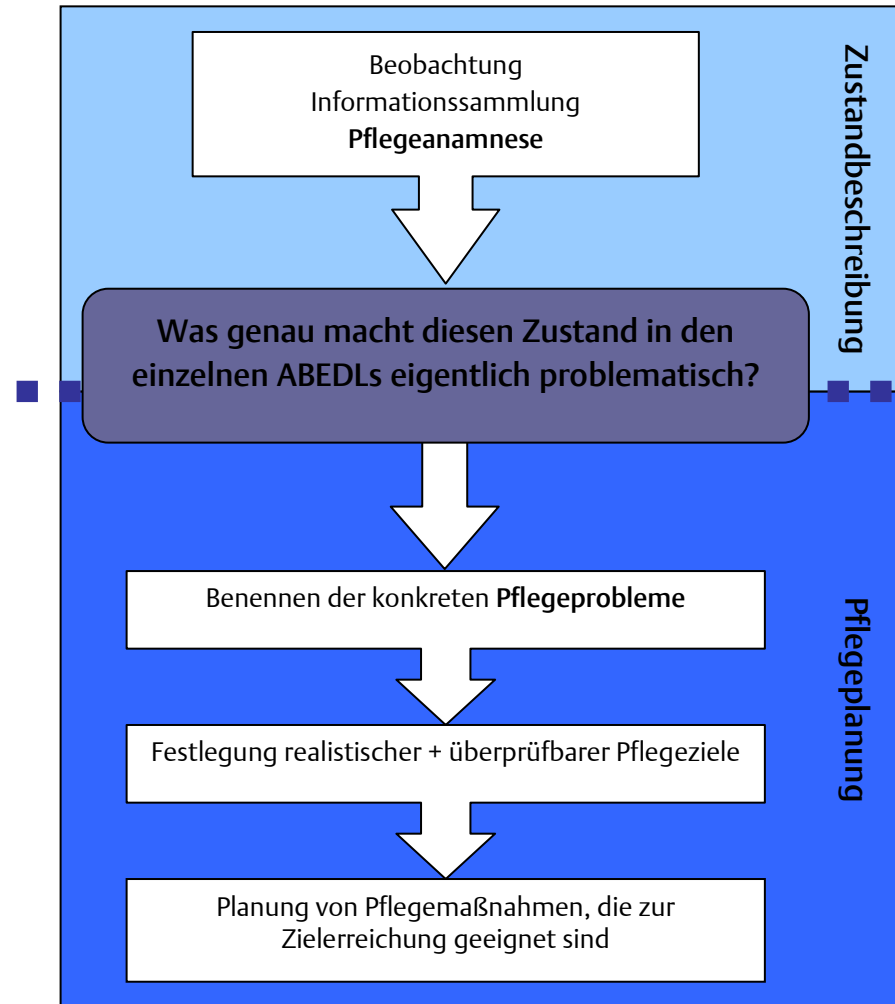 Beobachtung
Informationssammlung
Pflegeanamnese
Zustandbeschreibung
Was genau macht diesen Zustand in den
einzelnen ABEDLs eigentlich problematisch?
Benennen der konkreten Pflegeprobleme
Festlegung realistischer + überprüfbarer Pflegeziele
Planung von Pflegemaßnahmen, die zur
Zielerreichung geeignet sind
Pflegeplanung